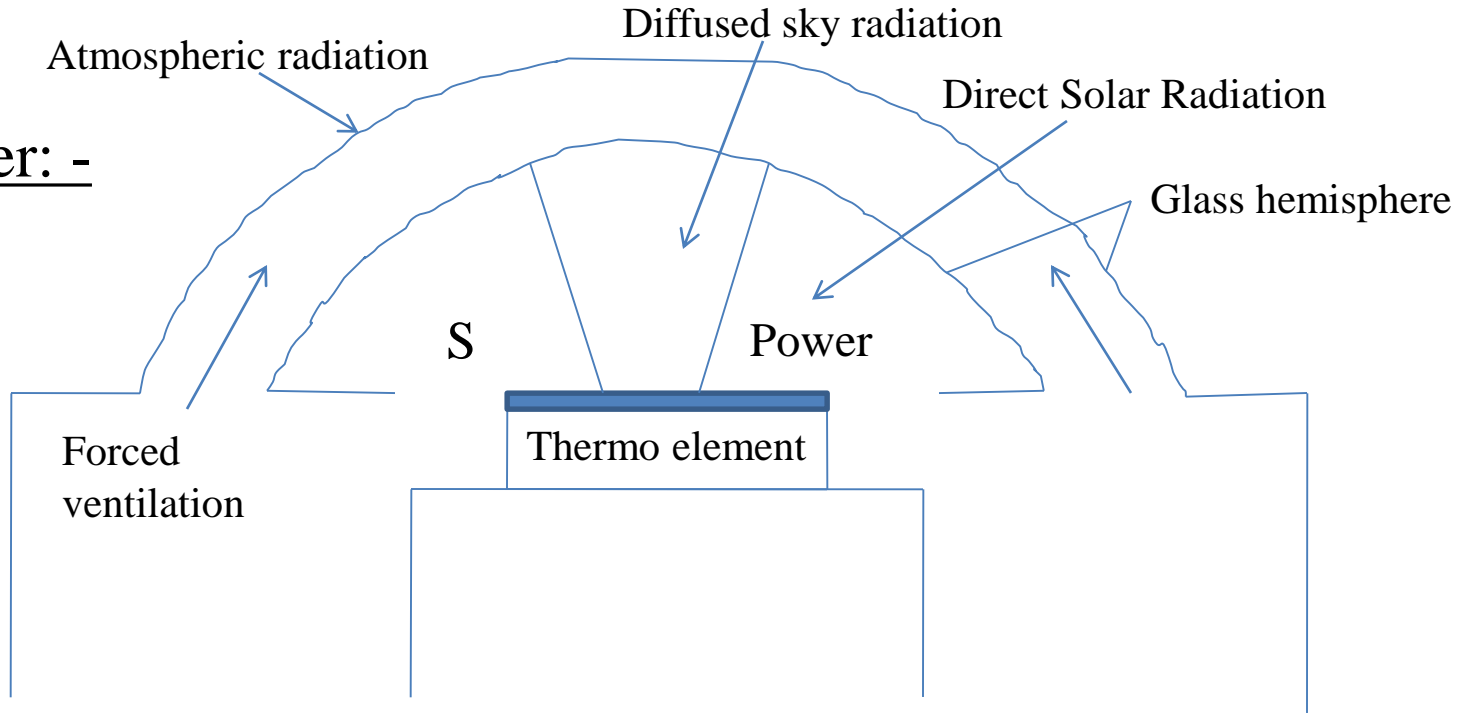 Diffused sky radiation
Atmospheric radiation
Direct Solar Radiation
er: -
Glass hemisphere
S
Power
Thermo element
Forced
ventilation